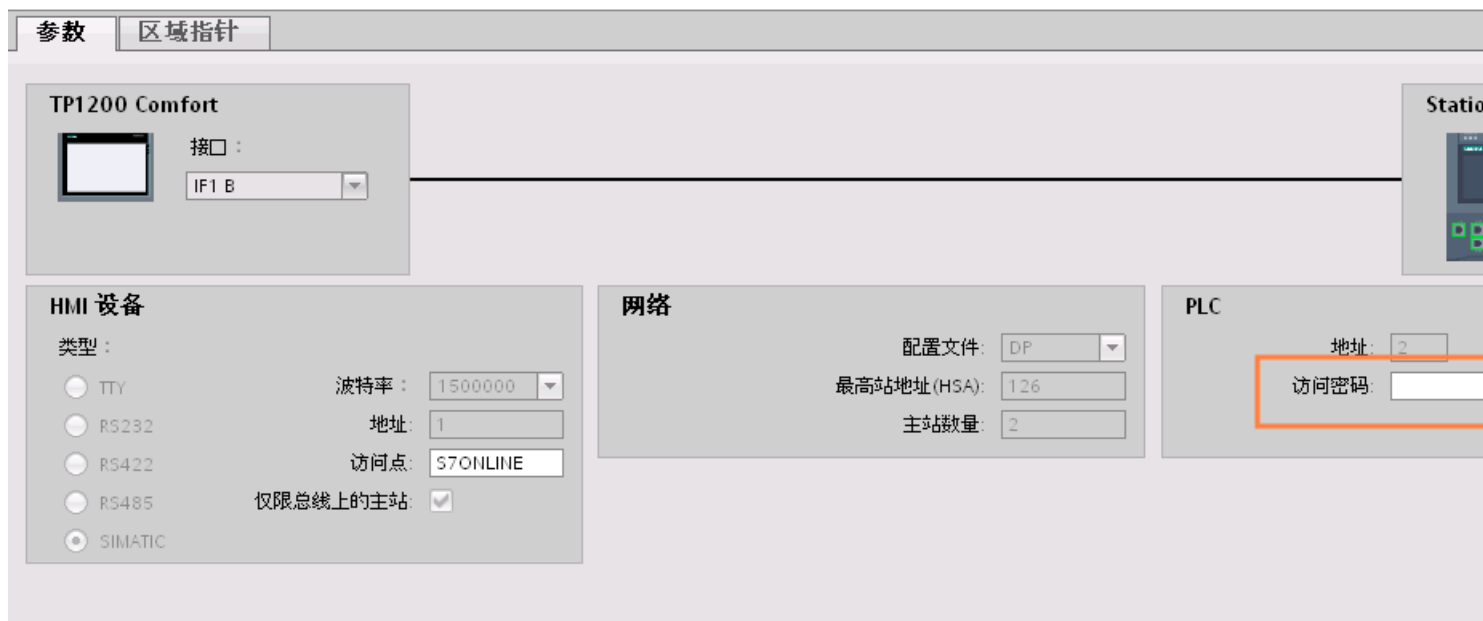 参数 区域指针
TP1200 Comfort
接口：
IF1 B
HMI 设备
类型：
TTY
RS232
RS422
RS485
SIMATIC
波特率： 1500000
地址: 1
访问点: S7ONLINE
仅限总线上的主站:
网络
配置文件: DP
最高站地址(HSA): 126
主站数量: 2
Statio
PLC
地址: 2
访问密码: